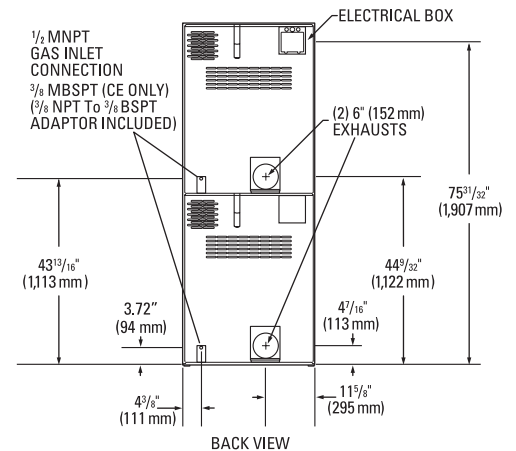 ½ MNPT
GAS INLET
CONNECTION
⅜ MBSPT (CE ONLY)
(⅜ NPT To ⅜ BSPT
ADAPTOR INCLUDED)
ELECTRICAL BOX
(2) 6" (152 mm)
EXHAUSTS
75 31/32"
(1,907 mm)
43 13/16"
(1,113 mm)
44 9/32"
(1,122 mm)
3.72"
(94 mm)
4 7/16"
(113 mm)
4 3/8"
(111 mm)
11 5/8"
(295 mm)
BACK VIEW